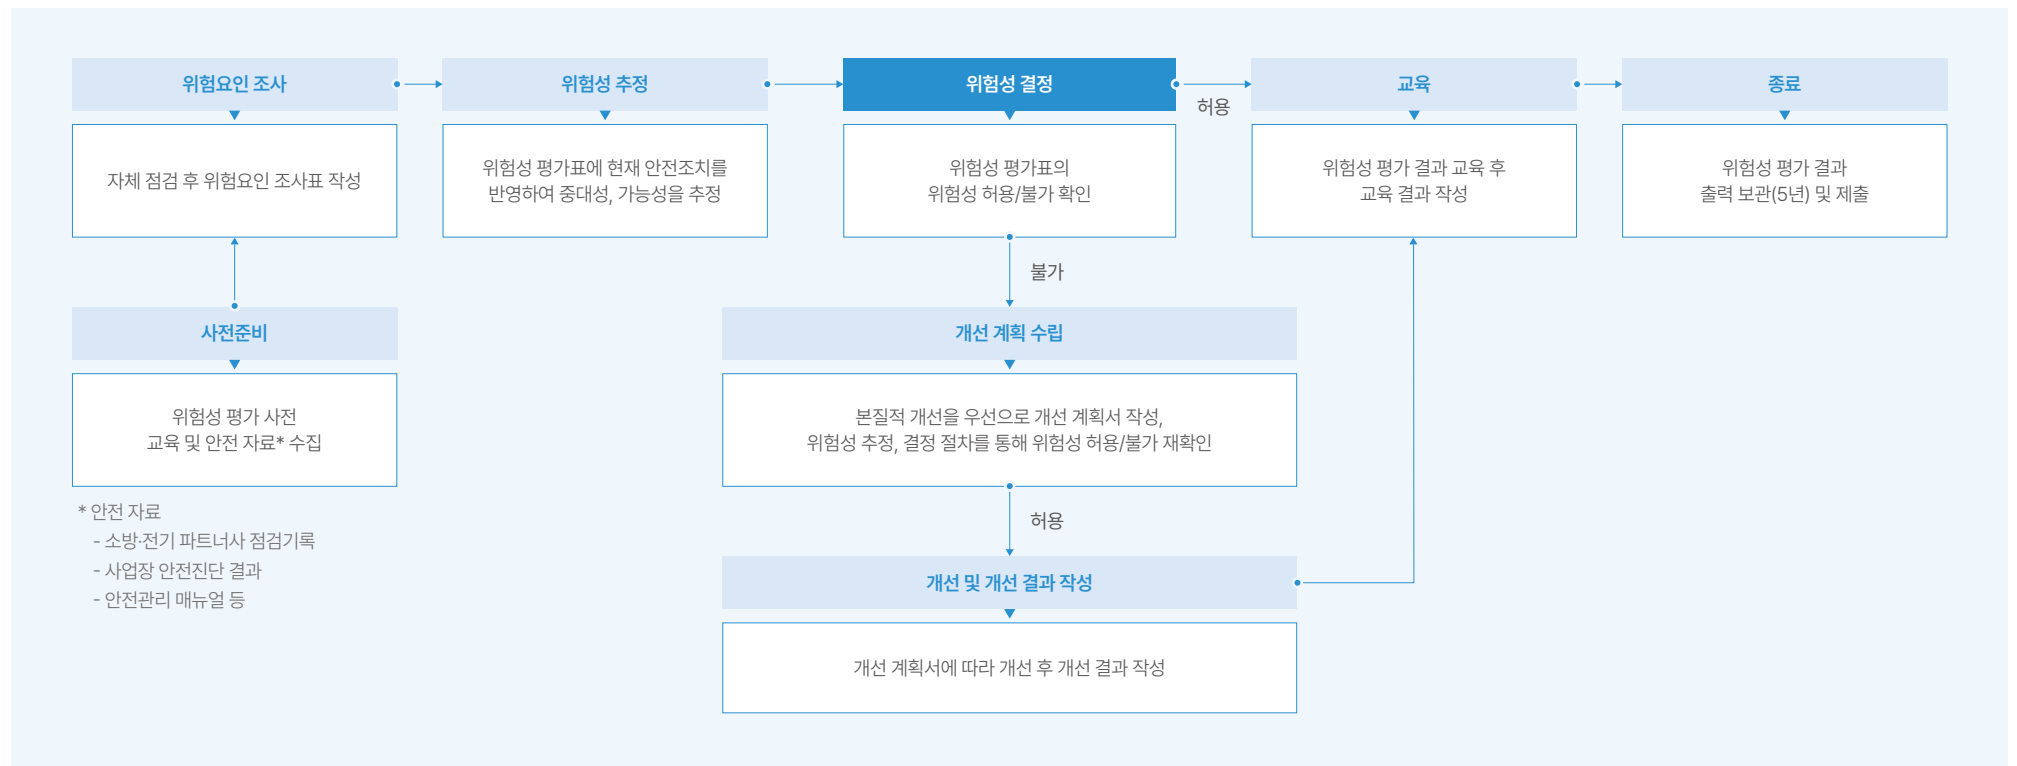 위험요인 조사
자체 점검 후 위험요인 조사표 작성
위험성 추정
위험성 평가표에 현재 안전조치를
반영하여 중대성, 가능성을 추정
위험성 결정
위험성 평가표의
위험성 허용/불가 확인
허용
교육
위험성 평가 결과 교육 후
교육 결과 작성
종료
위험성 평가 결과
출력 보관(5년) 및 제출
불가
사전준비
위험성 평가 사전
교육 및 안전 자료* 수집
* 안전 자료
- 소방·전기 파트너사 점검기록
- 사업장 안전진단 결과
- 안전관리 매뉴얼 등
개선 계획 수립
본질적 개선을 우선으로 개선 계획서 작성,
위험성 추정, 결정 절차를 통해 위험성 허용/불가 재확인
허용
개선 및 개선 결과 작성
개선 계획서에 따라 개선 후 개선 결과 작성